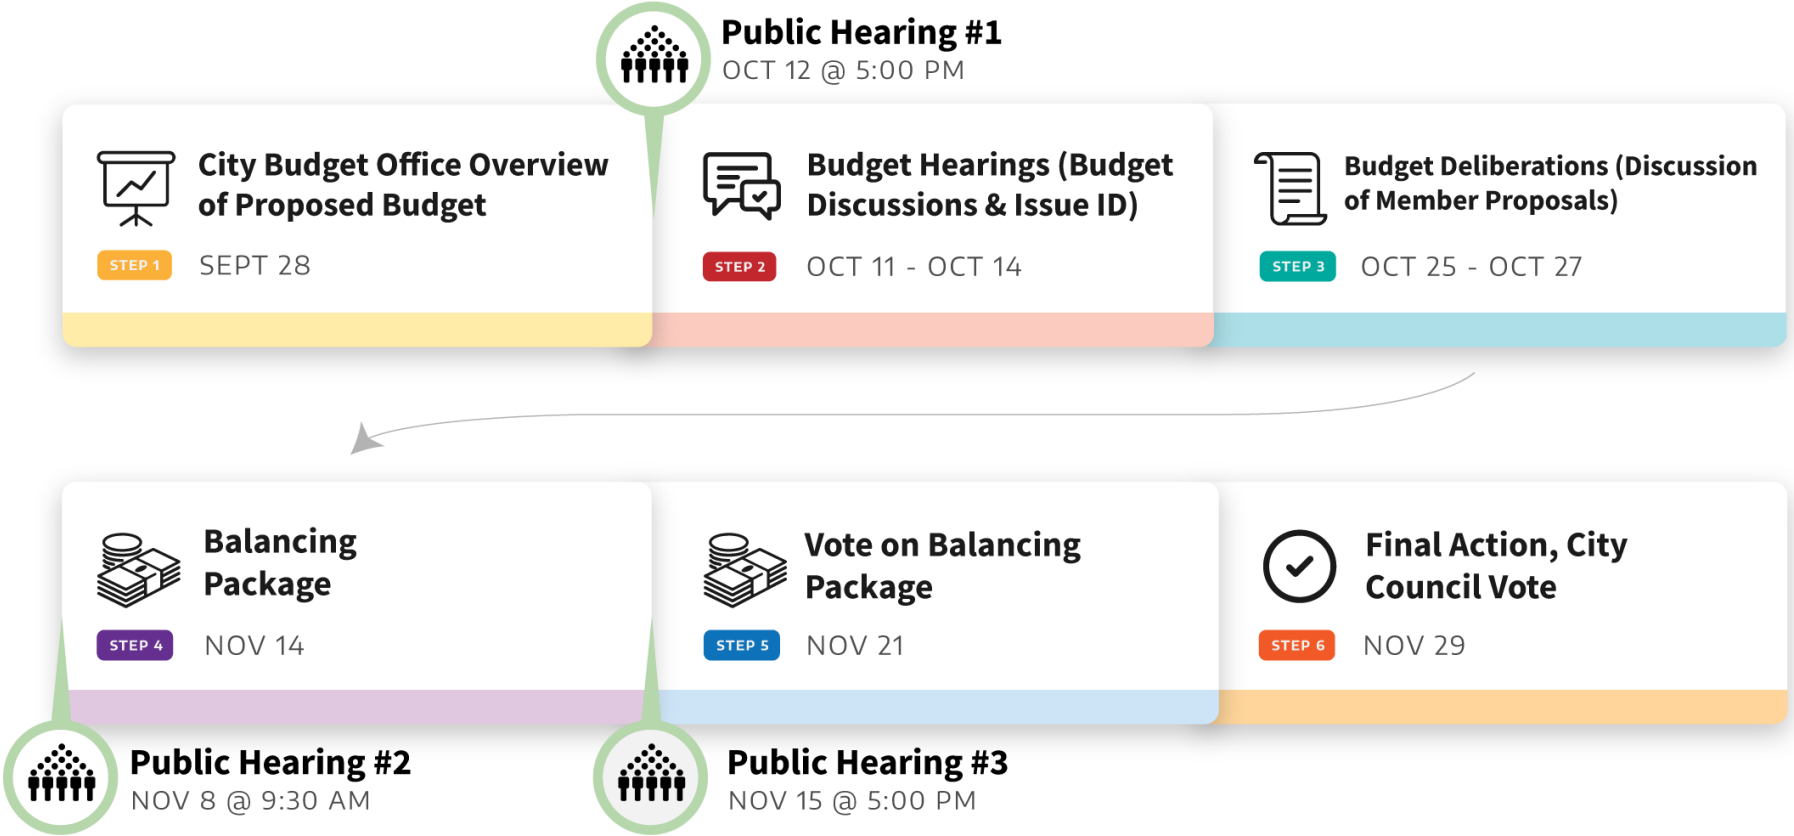 Public Hearing #1
OCT 12 @ 5:00 PM
City Budget Office Overview
of Proposed Budget
STEP 1
SEPT 28
Budget Hearings (Budget
Discussions & Issue ID)
STEP 2
OCT 11 - OCT 14
Budget Deliberations (Discussion
of Member Proposals)
STEP 3
OCT 25 - OCT 27
Balancing
Package
STEP 4
NOV 14
Vote on Balancing
Package
STEP 5
NOV 21
Final Action, City
Council Vote
STEP 6
NOV 29
Public Hearing #2
NOV 8 @ 9:30 AM
Public Hearing #3
NOV 15 @ 5:00 PM